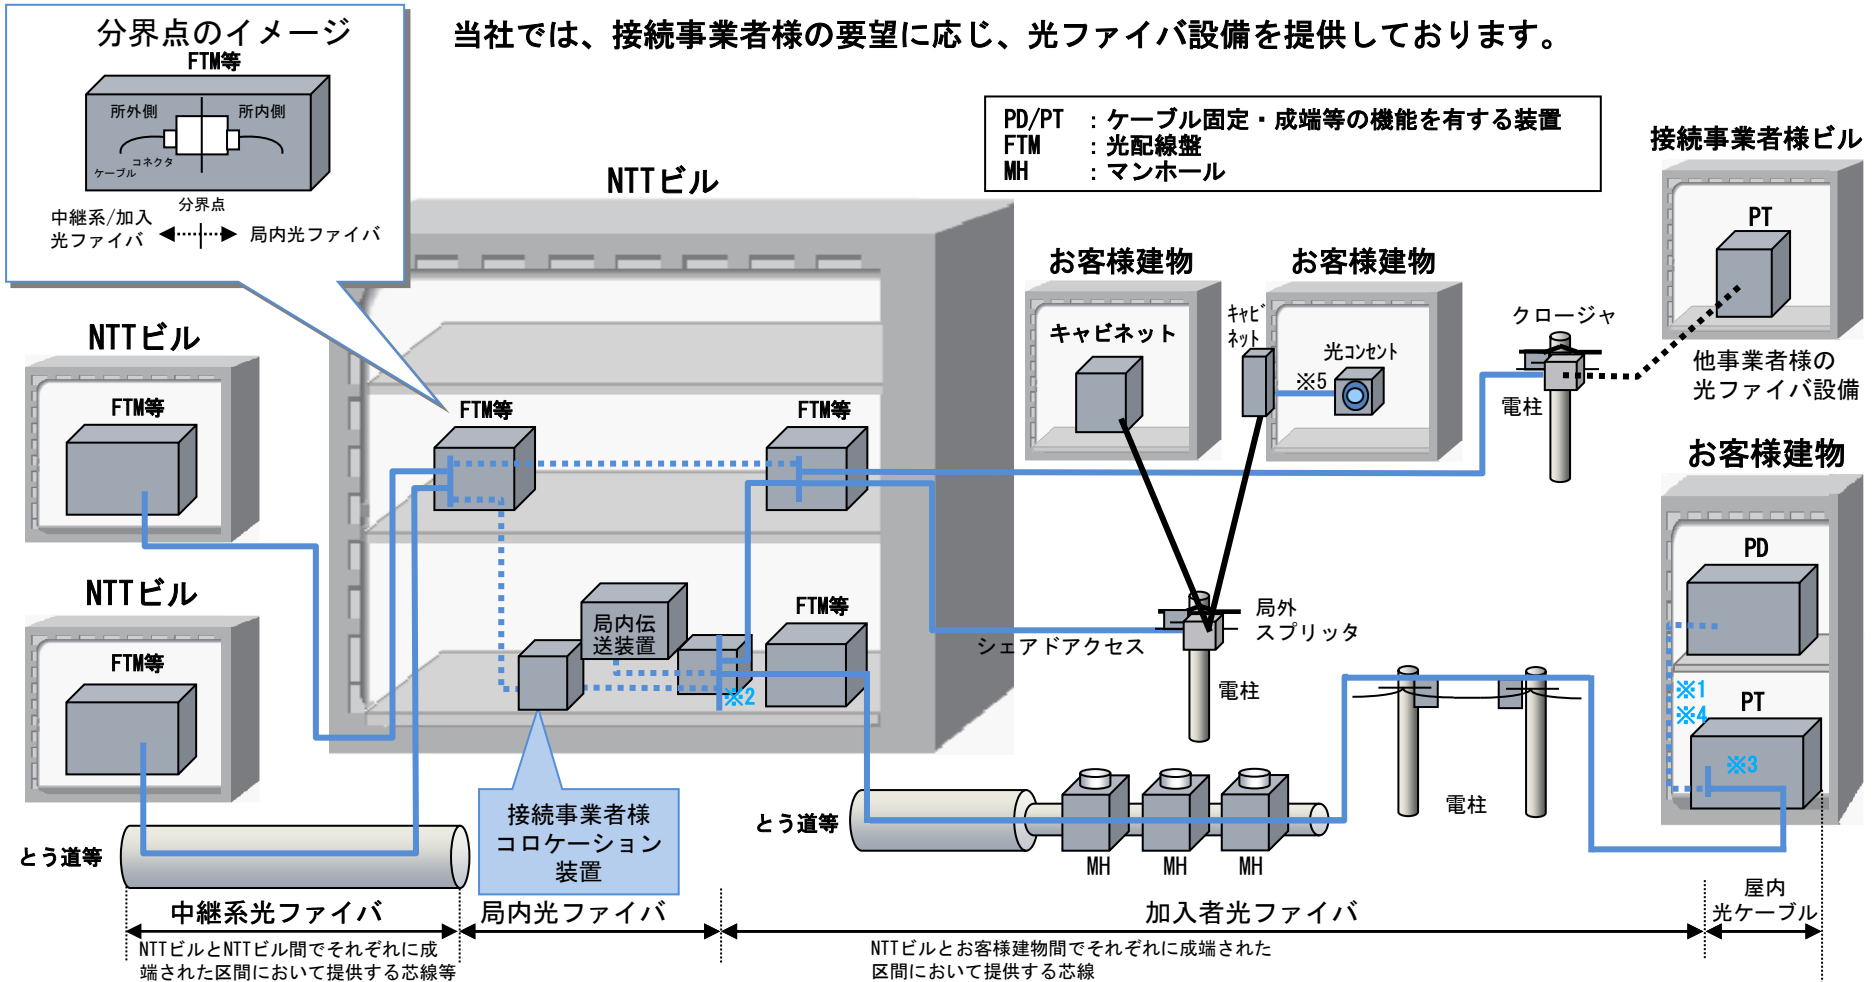 当社では、接続事業者様の要望に応じ、光ファイバ設備を提供しております。
分界点のイメージ
FTM等
所外側
所内側
コネクタ
ケーブル
分界点
中継系/加入
光ファイバ
局内光ファイバ
PD/PT ：ケーブル固定・成端等の機能を有する装置
FTM ：光配線盤
MH ：マンホール
接続事業者様ビル
PT
他事業者様の
光ファイバ設備
NTTビル
お客様建物
キャビネット
お客様建物
キャビ
ネット
光コンセント
※5
クロージャ
電柱
NTTビル
FTM等
FTM等
FTM等
お客様建物
PD
※1
※4
PT
※3
NTTビル
FTM等
局内伝
送装置
※2
FTM等
シェアドアクセス
局外
スプリッタ
電柱
電柱
接続事業者様
コロケーション
装置
とう道等
とう道等
MH
MH
MH
中継系光ファイバ
局内光ファイバ
加入者光ファイバ
屋内
光ケーブル
NTTビルとNTTビル間でそれぞれに成
端された区間において提供する芯線等
NTTビルとお客様建物間でそれぞれに成端された
区間において提供する芯線